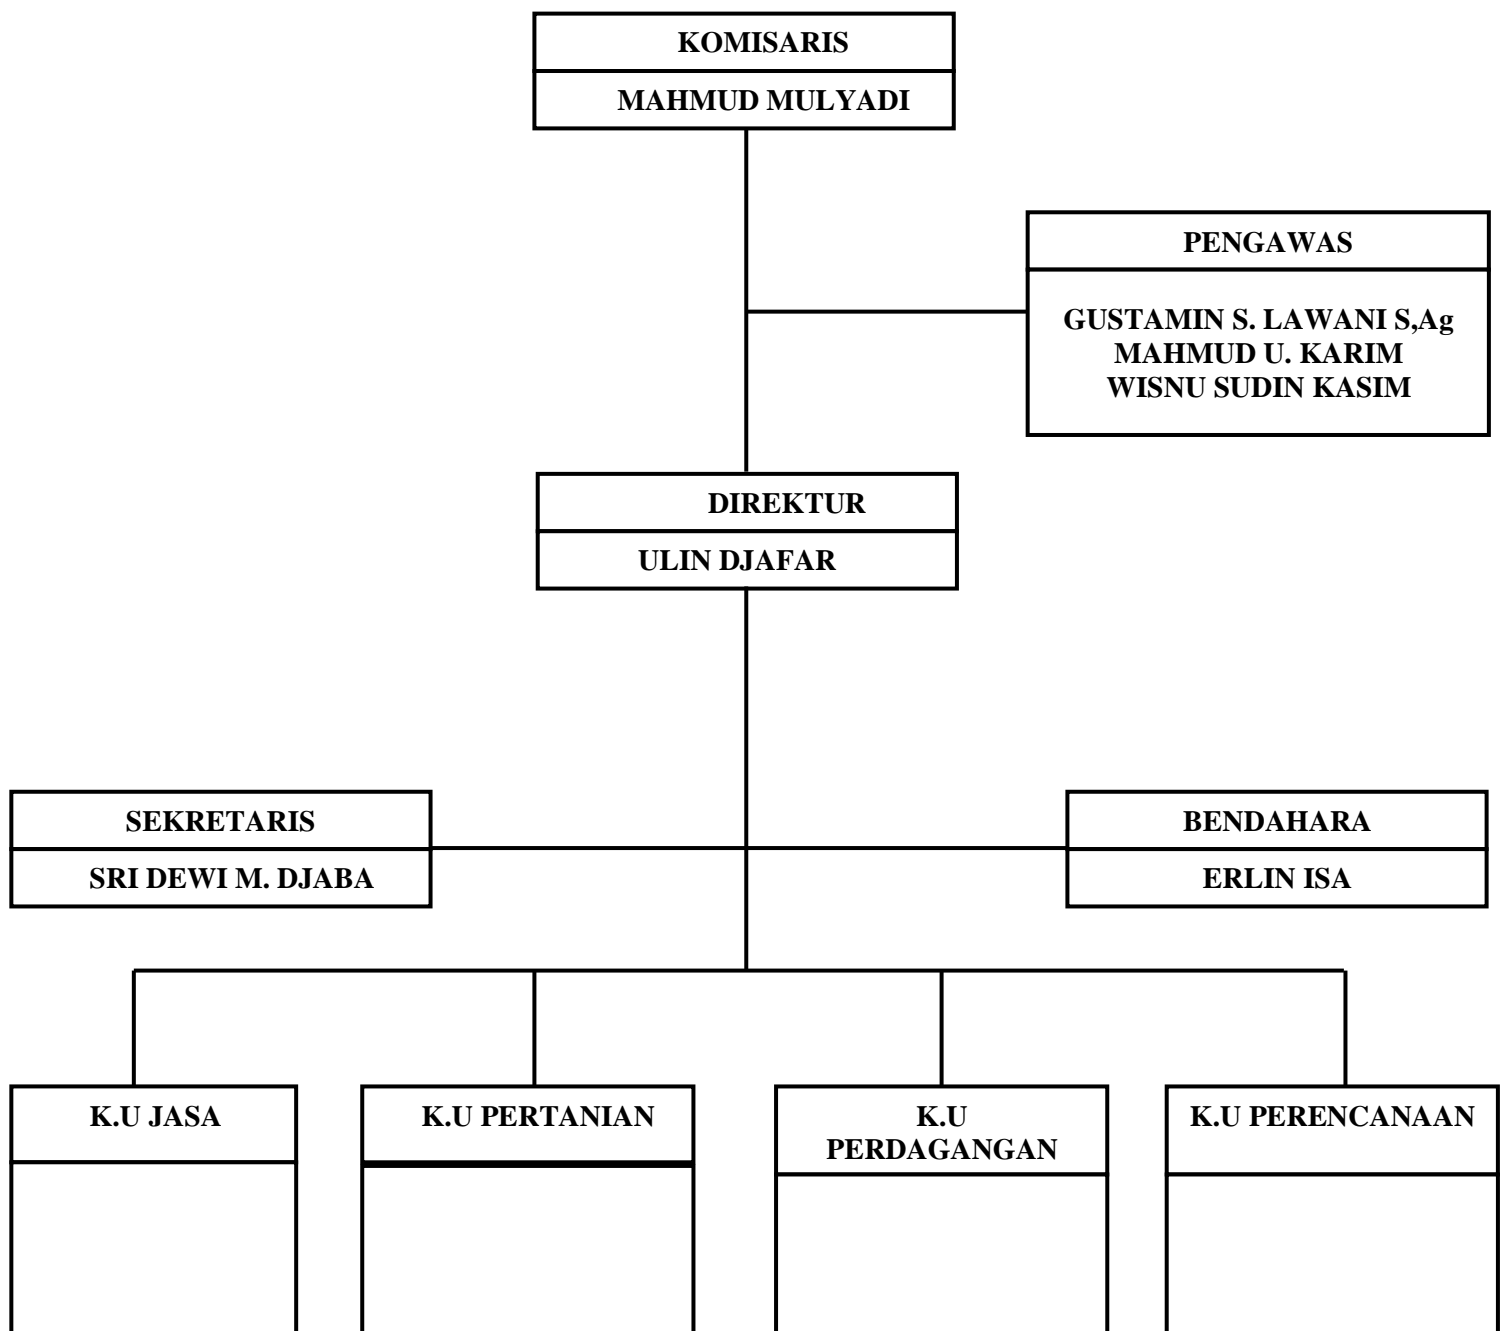 KOMISARIS
MAHMUD MULYADI
PENGAWAS
GUSTAMIN S. LAWANI S,Ag
MAHMUD U. KARIM
WISNU SUDIN KASIM
DIREKTUR
ULIN DJAFAR
SEKRETARIS
SRI DEWI M. DJABA
BENDAHARA
ERLIN ISA
K.U JASA
K.U PERTANIAN
K.U
PERDAGANGAN
K.U PERENCANAAN